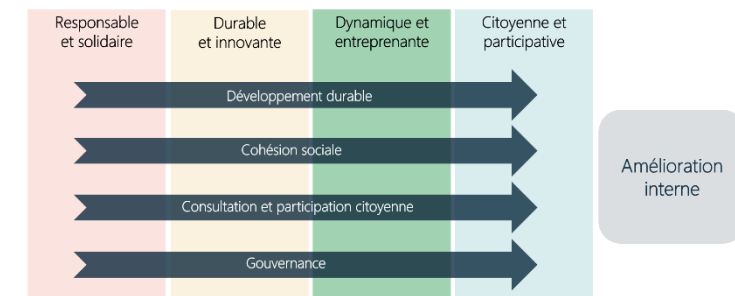 Responsable
et solidaire
Durable
et innovante
Dynamique et
entreprenante
Citoyenne et
participative
Développement durable
Cohésion sociale
Consultation et participation citoyenne
Gouvernance
Amélioration
interne